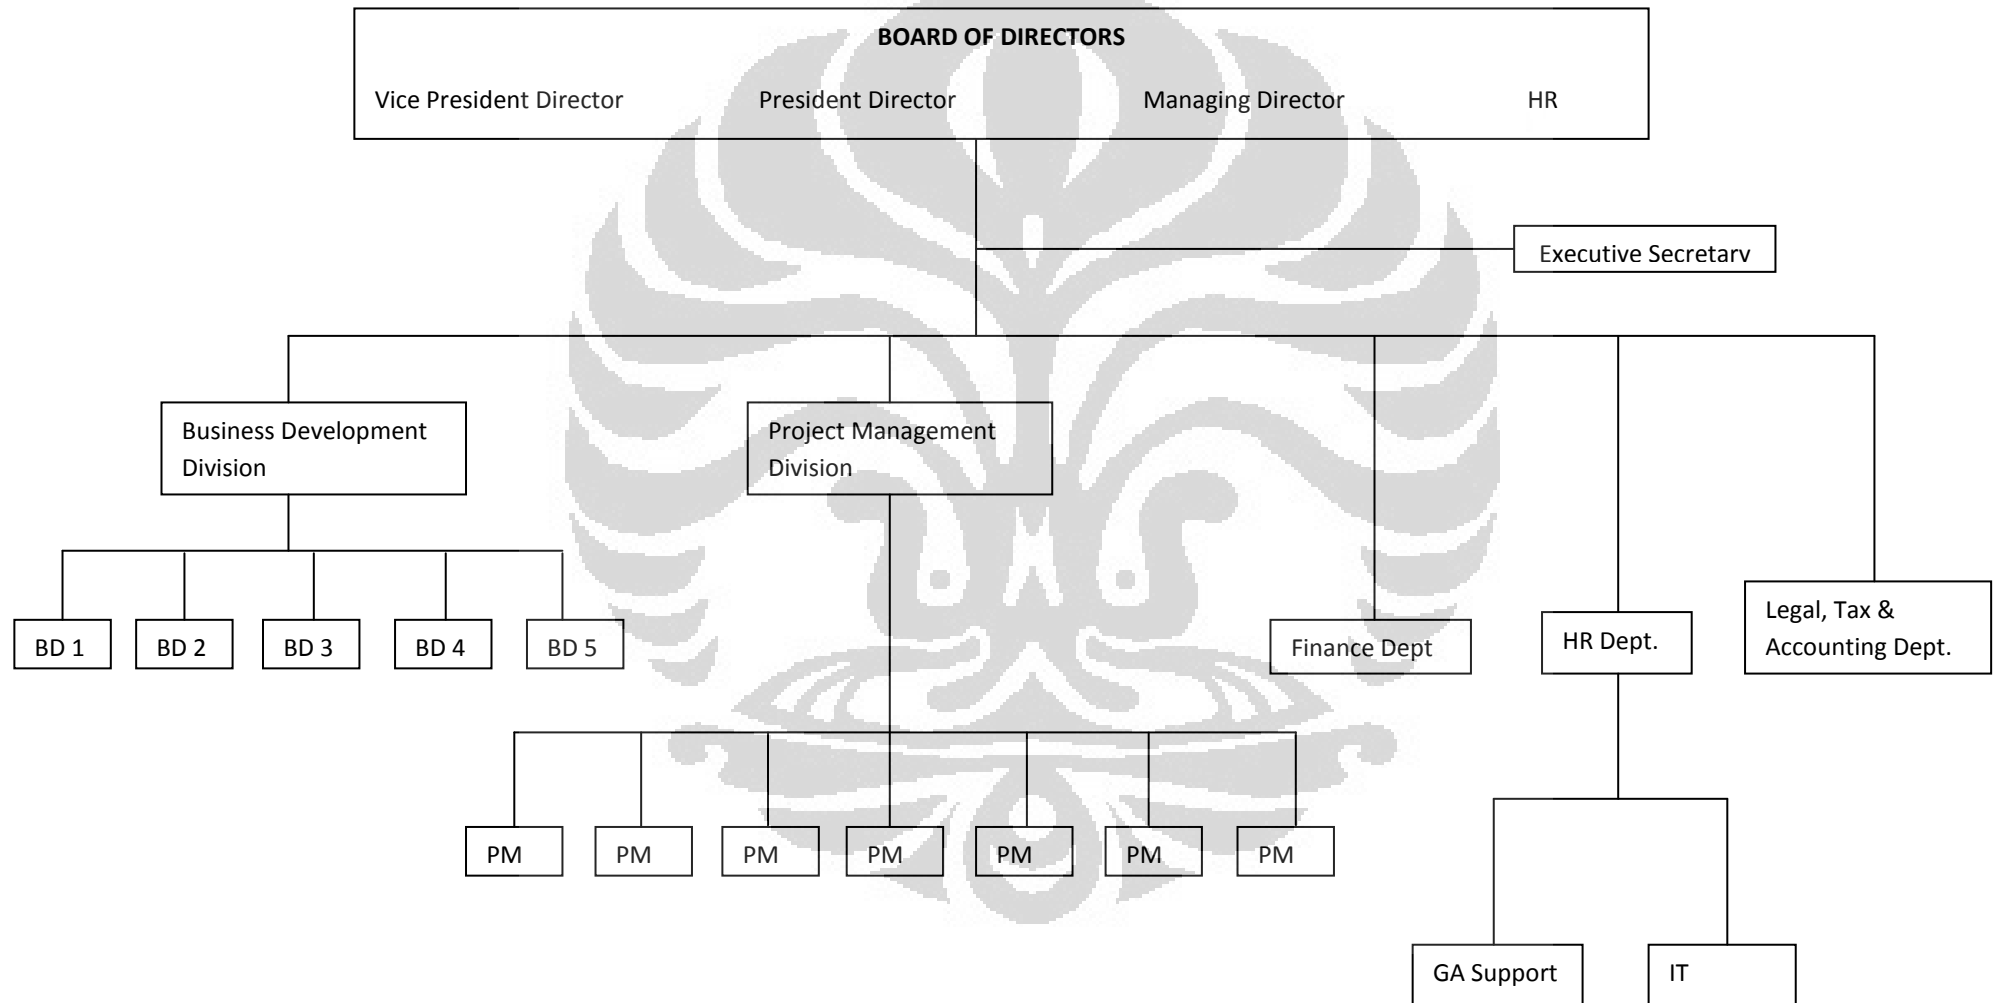 BOARD OF DIRECTORS
Vice President Director President Director Managing Director HR
Executive Secretary
Business Development
Division
Project Management
Division
BD 1 BD 2 BD 3 BD 4 BD 5
Finance Dept
HR Dept.
Legal, Tax &
Accounting Dept.
PM PM PM PM PM PM PM
GA Support IT